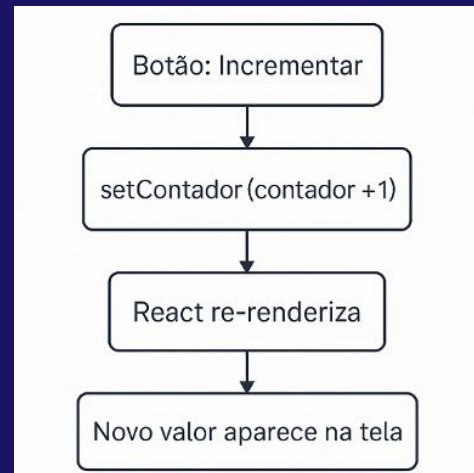 Botão: Incrementar
setContador (contador +1)
React re-renderiza
Novo valor aparece na tela